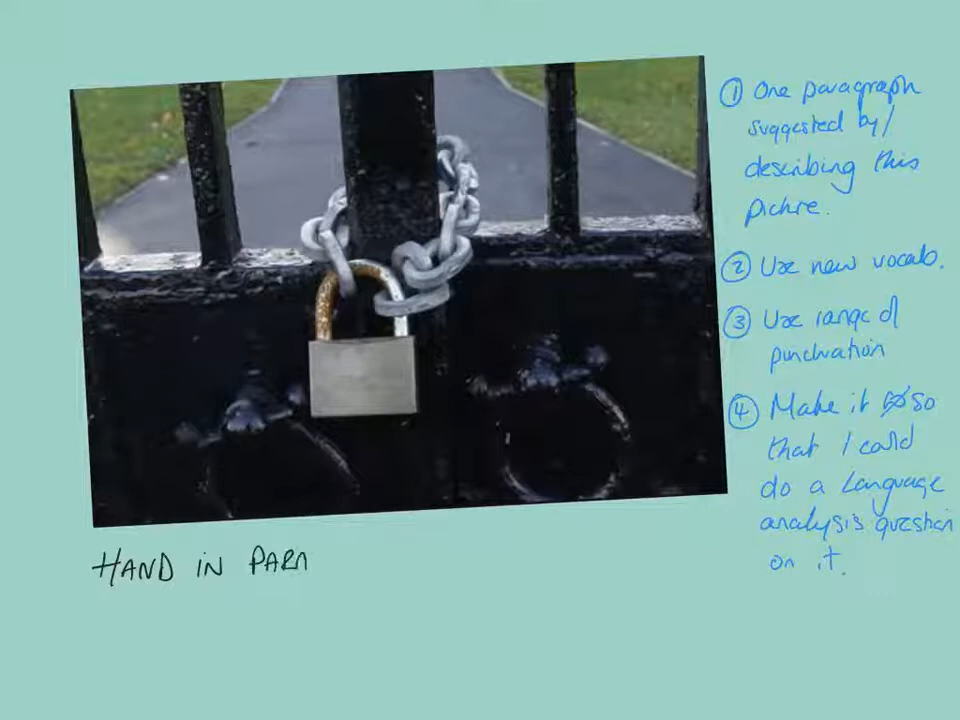 ① One paragraph
suggested by/
describing this
picture.
② Use new vocab.
③ Use range of
punctuation
④ Make it so
that I could
do a Language
analysis question
on it.
HAND IN PARA